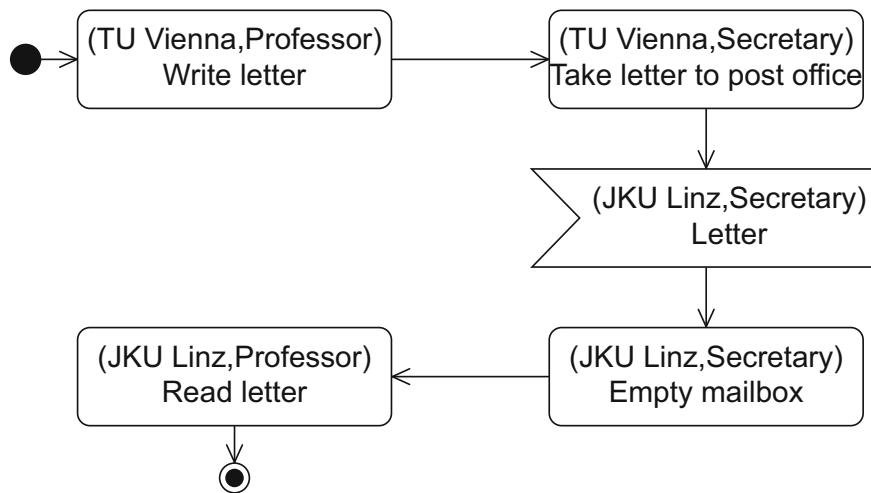 (TU Vienna,Professor)
Write letter
(TU Vienna,Secretary)
Take letter to post office
(JKU Linz,Secretary)
Letter
(JKU Linz,Secretary)
Empty mailbox
(JKU Linz,Professor)
Read letter